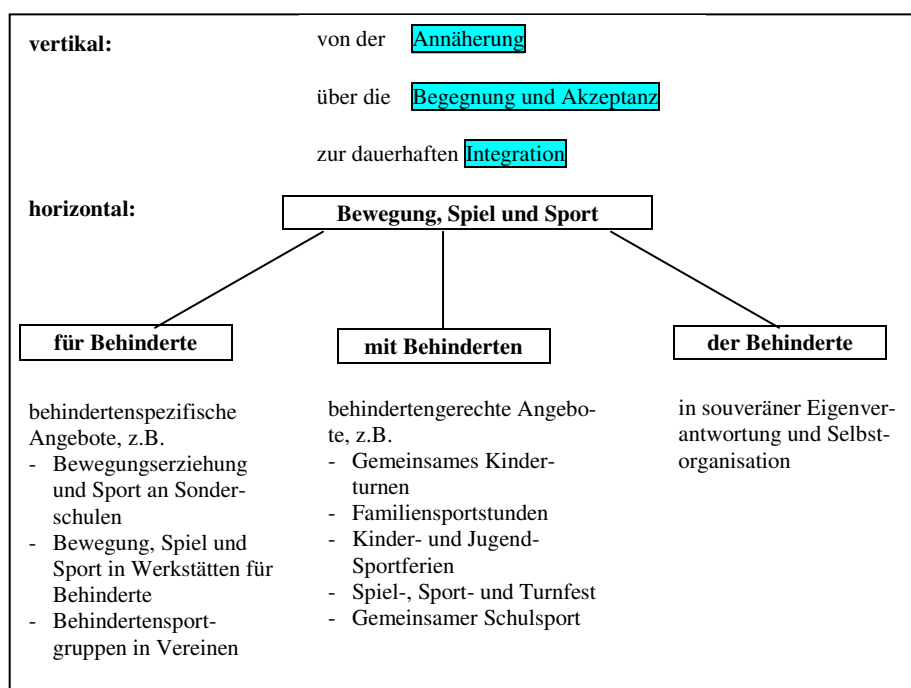 vertikal:
von der Annäherung
über die Begegnung und Akzeptanz
zur dauerhaften Integration
horizontal:
Bewegung, Spiel und Sport
für Behinderte
behindertenspezifische
Angebote, z.B.
- Bewegungserziehung
und Sport an Sonder-
schulen
- Bewegung, Spiel und
Sport in Werkstätten für
Behinderte
- Behindertensport-
gruppen in Vereinen
mit Behinderten
behindertengerechte Angebo-
te, z.B.
- Gemeinsames Kinder-
turnen
- Familiensportstunden
- Kinder- und Jugend-
Sportferien
- Spiel-, Sport- und Turnfest
- Gemeinsamer Schulsport
der Behinderte
in souveräner Eigenver-
antwortung und Selbst-
organisation